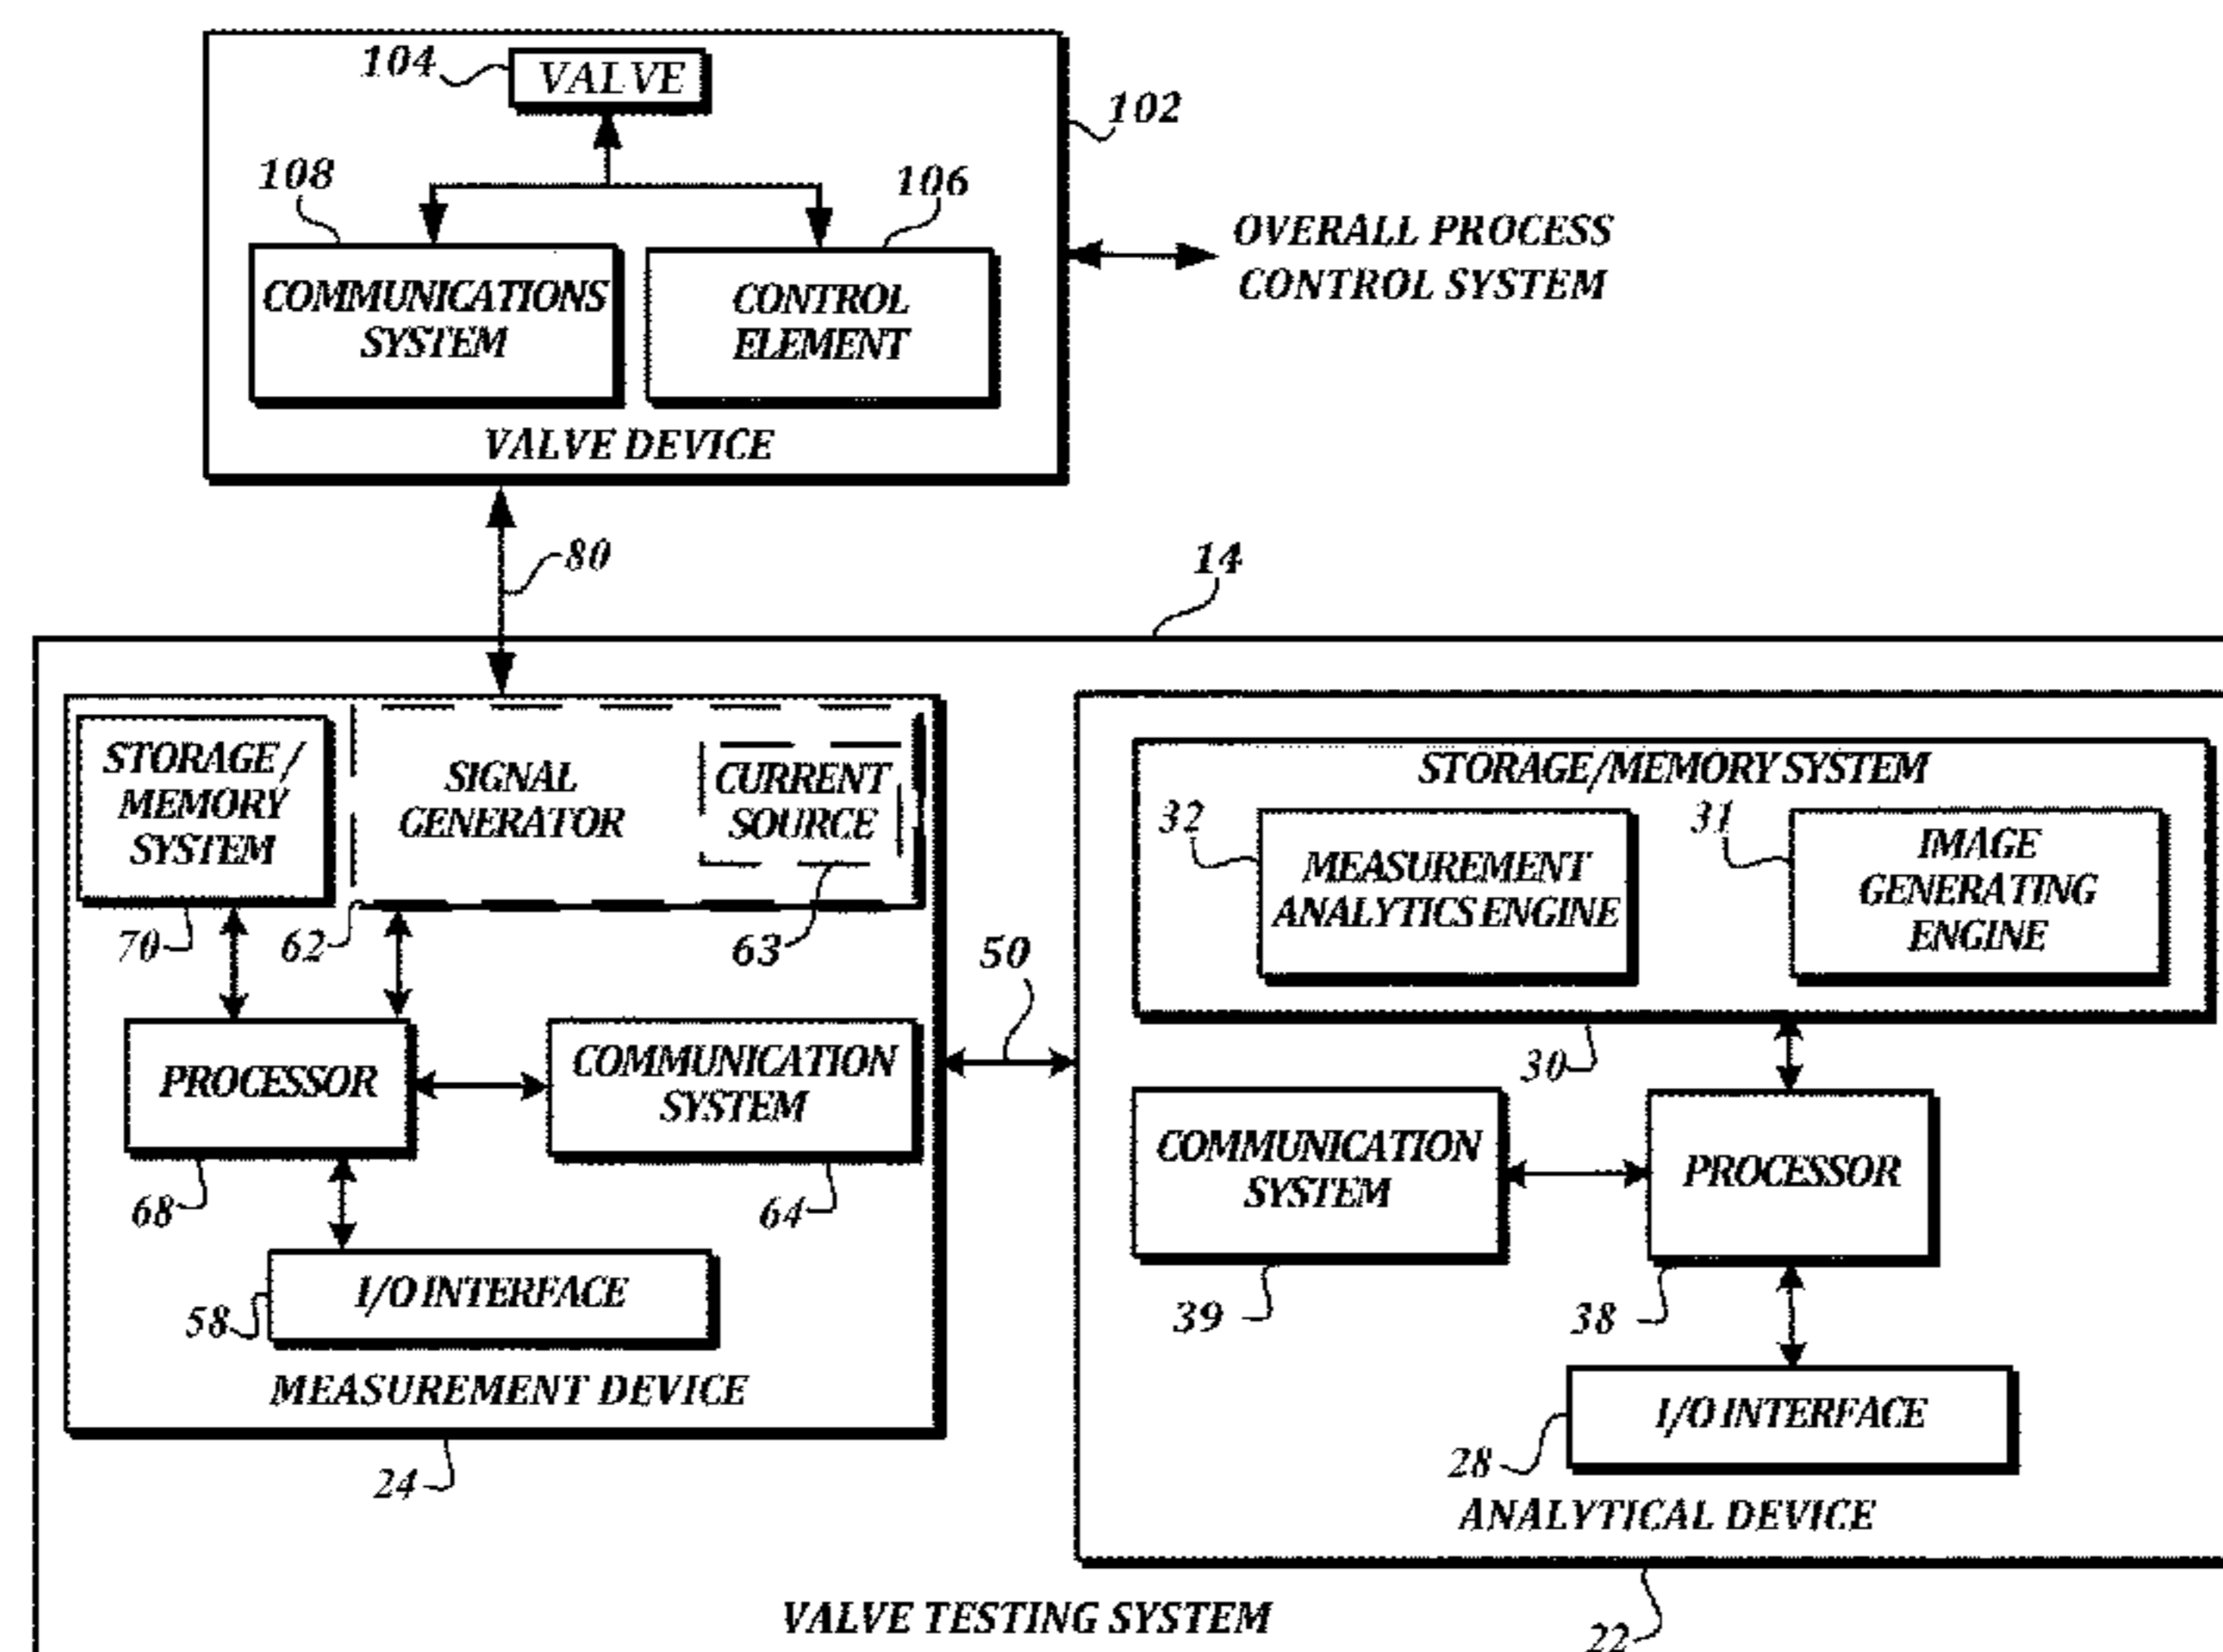 104
VALVE
102
108
106
COMMUNICATIONS
SYSTEM
CONTROL
ELEMENT
OVERALL PROCESS
CONTROL SYSTEM
VALVE DEVICE
80
14
STORAGE /
MEMORY
SYSTEM
SIGNAL
GENERATOR
CURRENT
SOURCE
70
62
63
50
PROCESSOR
COMMUNICATION
SYSTEM
68
64
58
I/O INTERFACE
MEASUREMENT DEVICE
24
STORAGE/MEMORY SYSTEM
32
31
MEASUREMENT
ANALYTICS ENGINE
IMAGE
GENERATING
ENGINE
30
COMMUNICATION
SYSTEM
PROCESSOR
39
38
I/O INTERFACE
28
ANALYTICAL DEVICE
VALVE TESTING SYSTEM
22